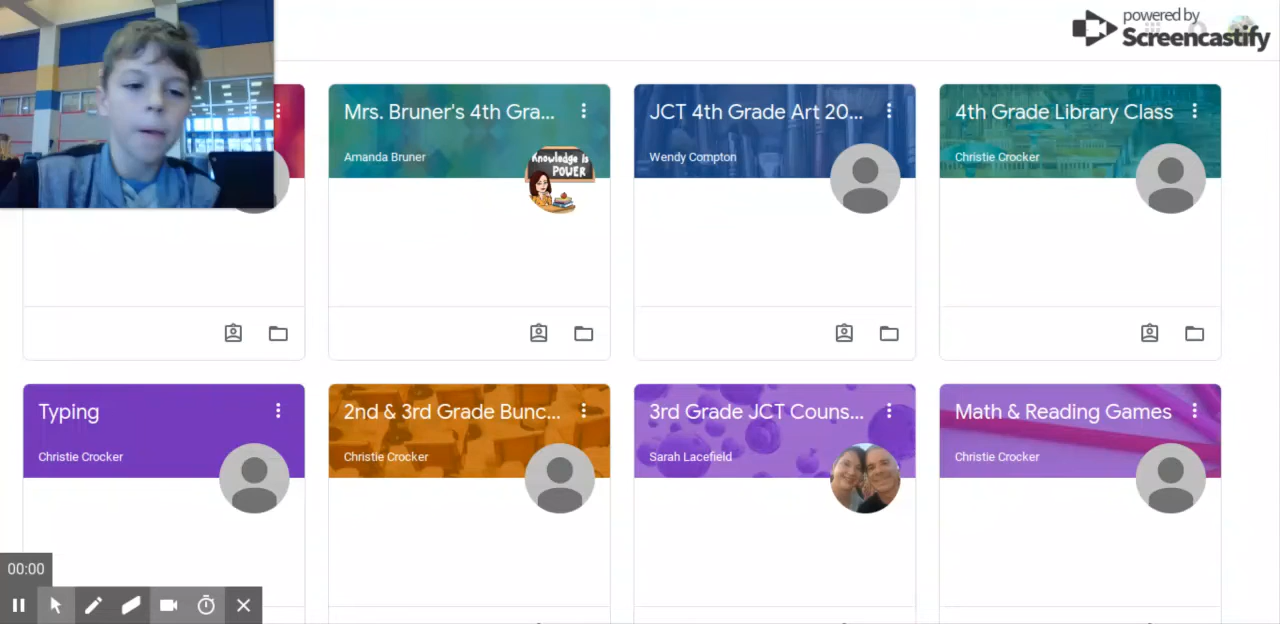 powered by
Screencastify
Mrs. Bruner's 4th Gra...
Amanda Bruner
Knowledge is
POWER
JCT 4th Grade Art 20...
Wendy Compton
4th Grade Library Class
Christie Crocker
Typing
Christie Crocker
2nd & 3rd Grade Bunc...
Christie Crocker
3rd Grade JCT Couns...
Sarah Lacefield
Math & Reading Games
Christie Crocker
00:00